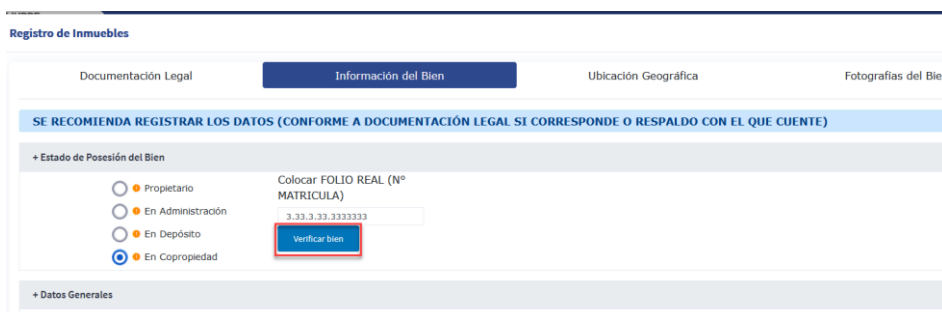 Registro de Inmuebles
Documentación Legal
Información del Bien
Ubicación Geográfica
Fotografías del Bie
SE RECOMIENDA REGISTRAR LOS DATOS (CONFORME A DOCUMENTACIÓN LEGAL SI CORRESPONDE O RESPALDO CON EL QUE CUENTE)
+ Estado de Posesión del Bien
Propietario
En Administración
En Depósito
En Copropiedad
Colocar FOLIO REAL (Nº
MATRICULA)
3.33.3.33.3333333
Verificar bien
+ Datos Generales